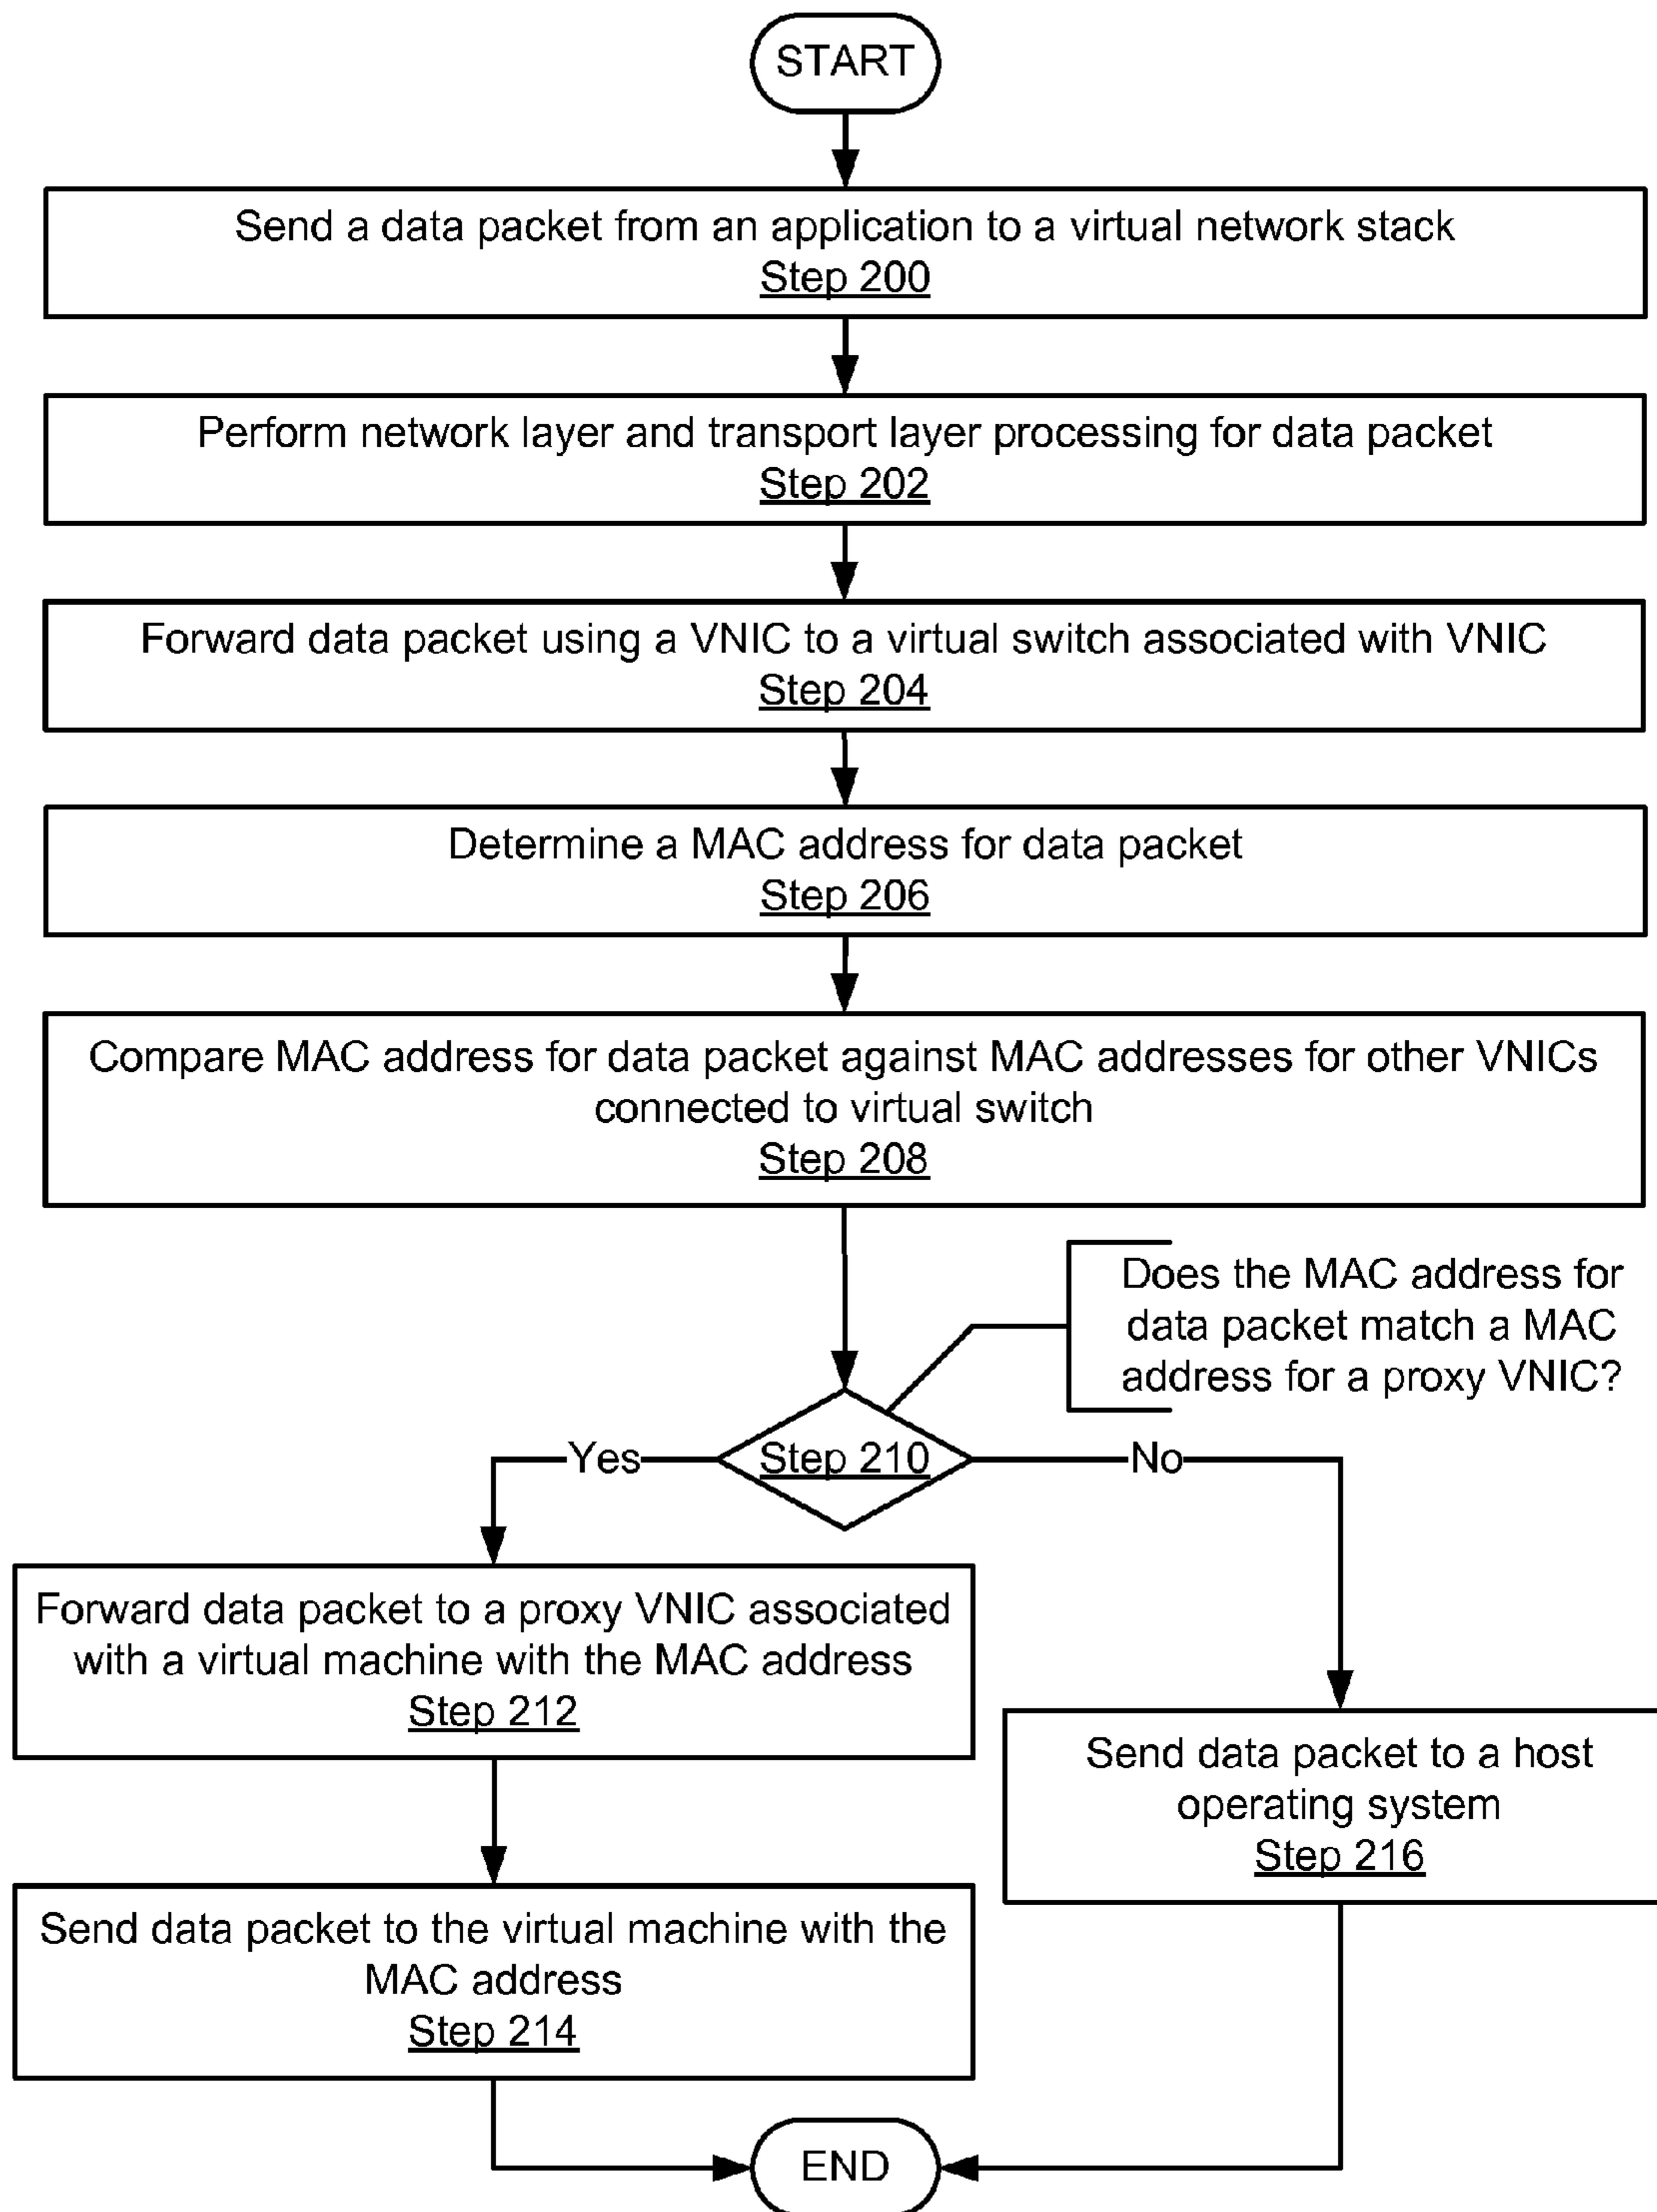 START
Send a data packet from an application to a virtual network stack
Step 200
Perform network layer and transport layer processing for data packet
Step 202
Forward data packet using a VNIC to a virtual switch associated with VNIC
Step 204
Determine a MAC address for data packet
Step 206
Compare MAC address for data packet against MAC addresses for other VNICs
connected to virtual switch
Step 208
Does the MAC address for
data packet match a MAC
address for a proxy VNIC?
Yes
Step 210
No
Forward data packet to a proxy VNIC associated
with a virtual machine with the MAC address
Step 212
Send data packet to a host
operating system
Step 216
Send data packet to the virtual machine with the
MAC address
Step 214
END